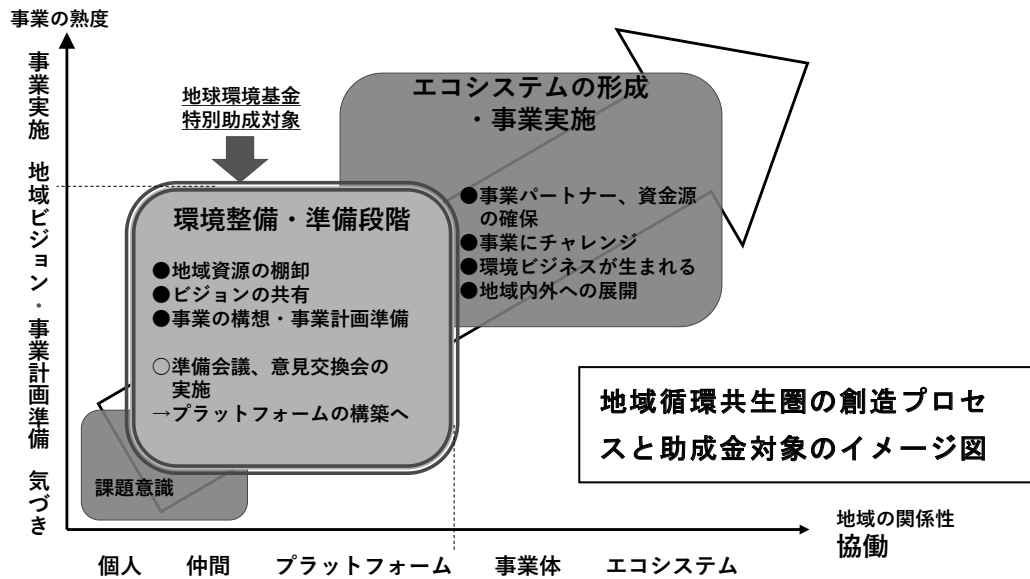 事業の熟度
事業実施 地域ビジョン・事業計画準備 気づき
地球環境基金
特別助成対象
エコシステムの形成
・事業実施
●事業パートナー、資金源
の確保
●事業にチャレンジ
●環境ビジネスが生まれる
●地域内外への展開
環境整備・準備段階
●地域資源の棚卸
●ビジョンの共有
●事業の構想・事業計画準備
○準備会議、意見交換会の
実施
→プラットフォームの構築へ
課題意識
地域循環共生圏の創造プロセ
スと助成金対象のイメージ図
地域の関係性
協働
個人 仲間 プラットフォーム 事業体 エコシステム